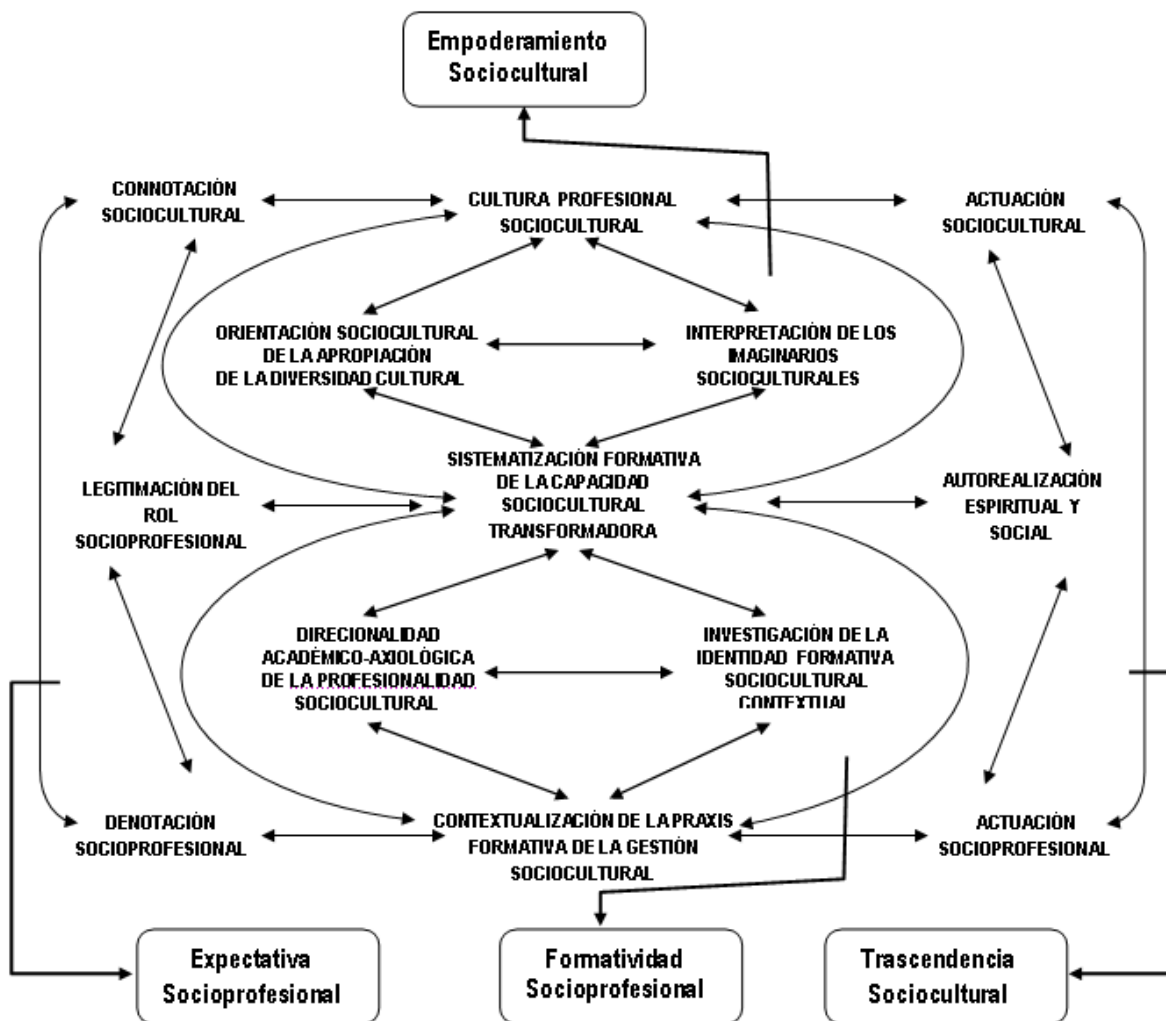 Empoderamiento
Sociocultural
CONNOTACIÓN
SOCIOCULTURAL
CULTURA PROFESIONAL
SOCIOCULTURAL
ACTUACIÓN
SOCIOCULTURAL
ORIENTACIÓN SOCIOCULTURAL
DE LA APROPIACIÓN
DE LA DIVERSIDAD CULTURAL
INTERPRETACIÓN DE LOS
IMAGINARIOS
SOCIOCULTURALES
SISTEMATIZACIÓN FORMATIVA
DE LA CAPACIDAD
SOCIOCULTURAL
TRANSFORMADORA
LEGITIMACIÓN DEL
ROL
SOCIOPROFESIONAL
AUTOREALIZACIÓN
ESPIRITUAL Y
SOCIAL
DIRECIONALIDAD
ACADÉMICO-AXIOLÓGICA
DE LA PROFESIONALIDAD
SOCIOCULTURAL
INVESTIGACIÓN DE LA
IDENTIDAD FORMATIVA
SOCIOCULTURAL
CONTEXTUAL
DENOTACIÓN
SOCIOPROFESIONAL
CONTEXTUALIZACIÓN DE LA PRAXIS
FORMATIVA DE LA GESTIÓN
SOCIOCULTURAL
ACTUACIÓN
SOCIOPROFESIONAL
Expectativa
Socioprofesional
Formatividad
Socioprofesional
Trascendencia
Sociocultural